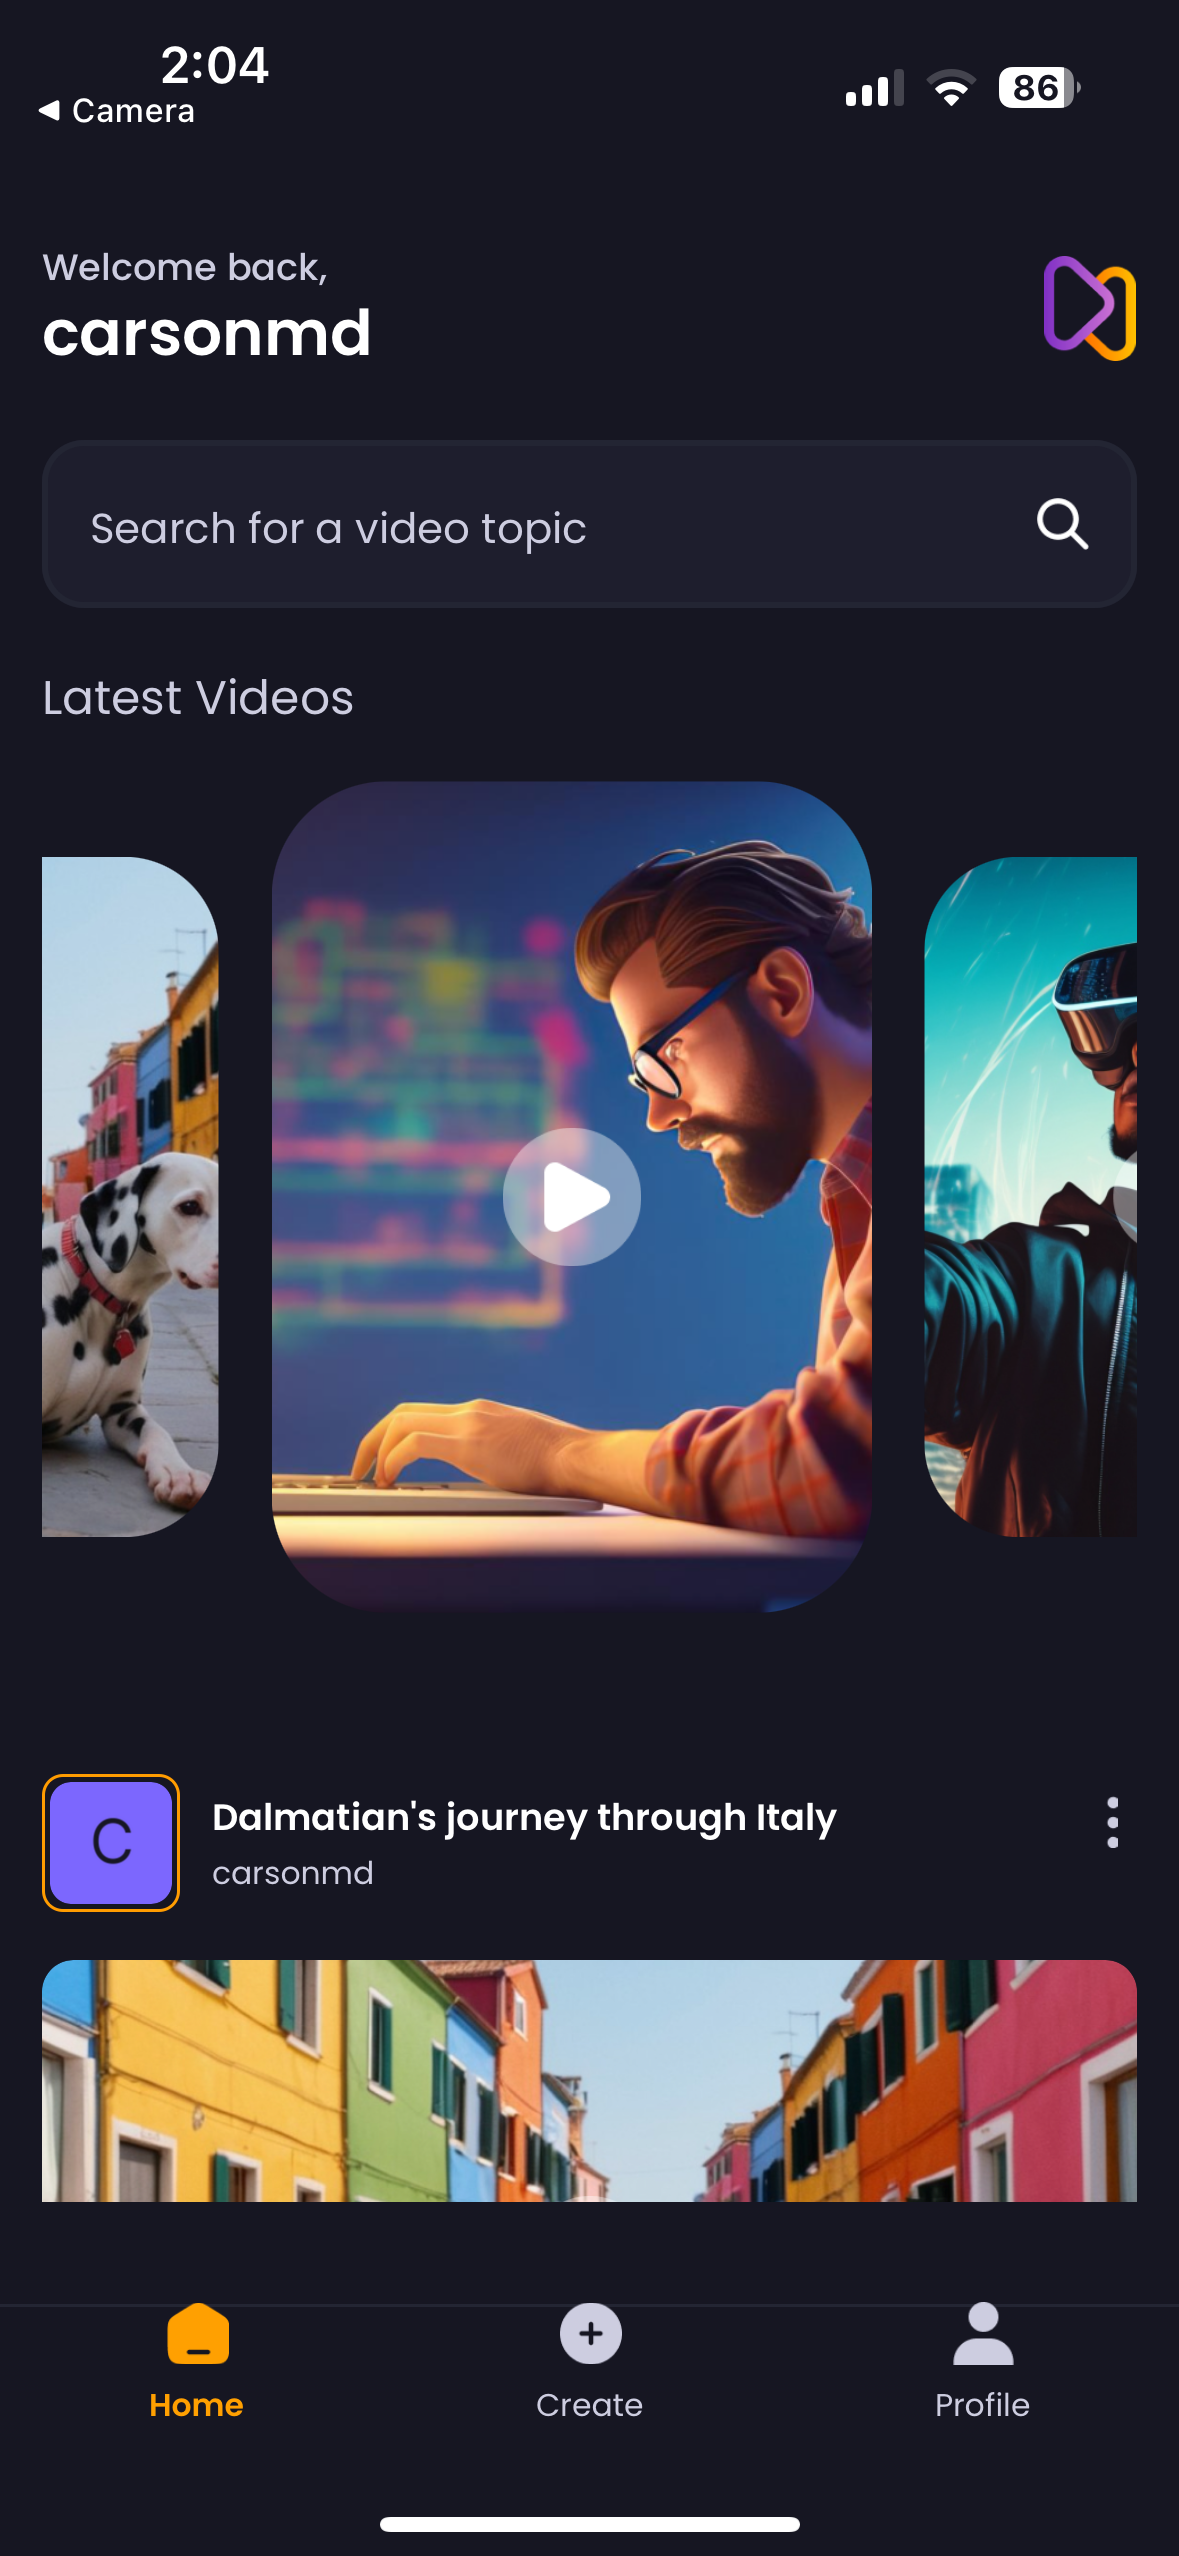 2:04
Camera
86
Welcome back,
carsonmd
Search for a video topic
Latest Videos
C
Dalmatian's journey through Italy
carsonmd
Home
Create
Profile